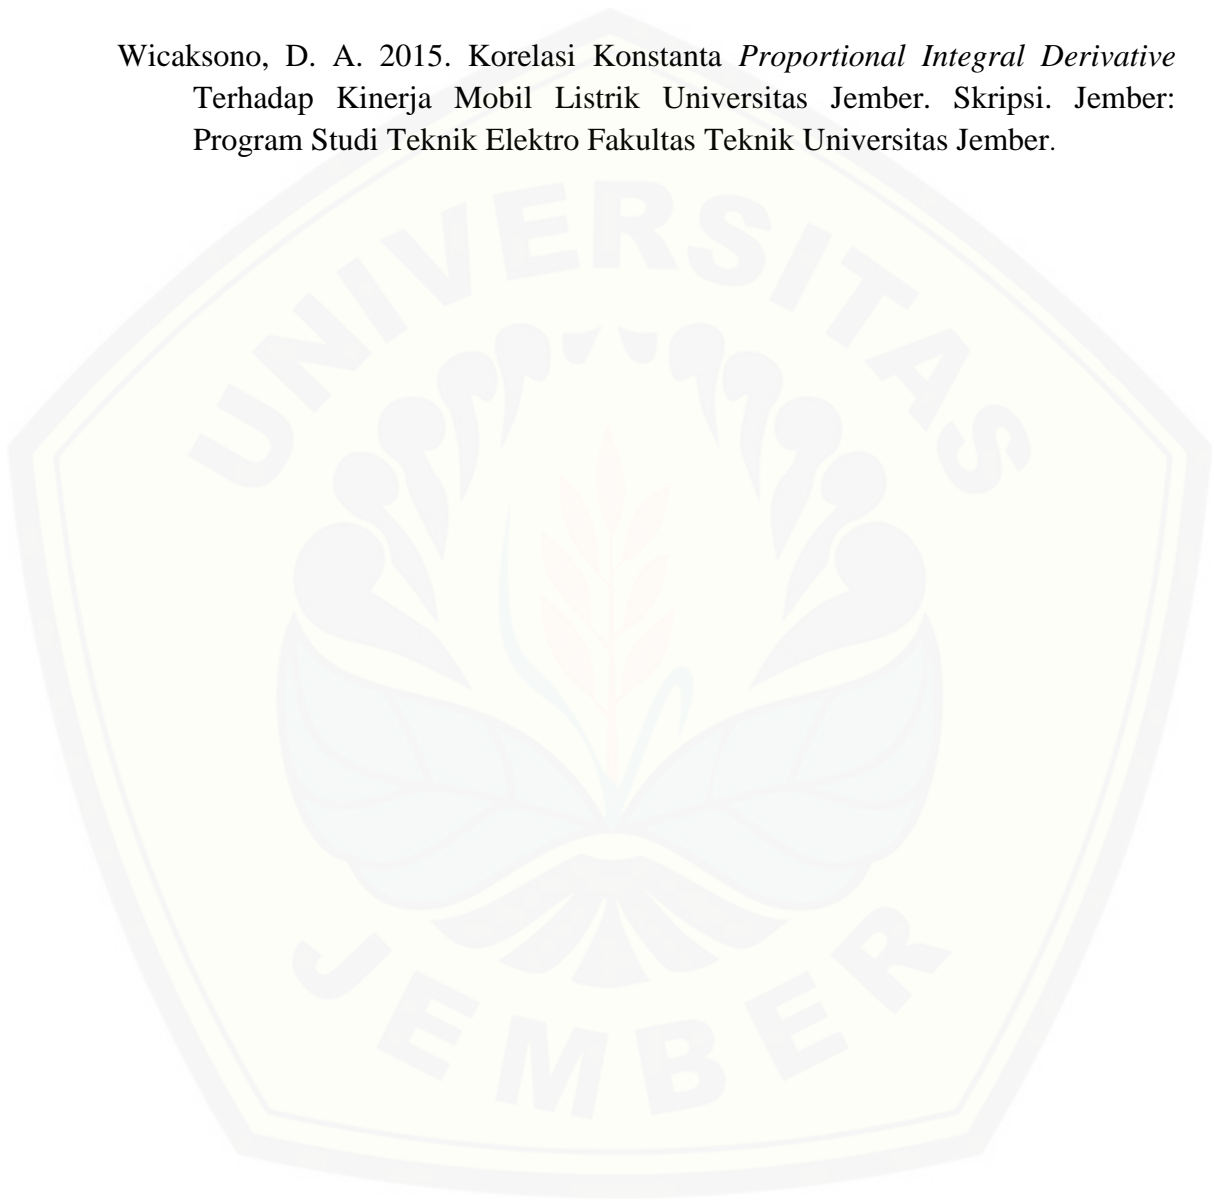 Wicaksono, D. A. 2015. Korelasi Konstanta Proportional Integral Derivative
Terhadap Kinerja Mobil Listrik Universitas Jember. Skripsi. Jember:
Program Studi Teknik Elektro Fakultas Teknik Universitas Jember.
UNIVERSITAS
JEMBER